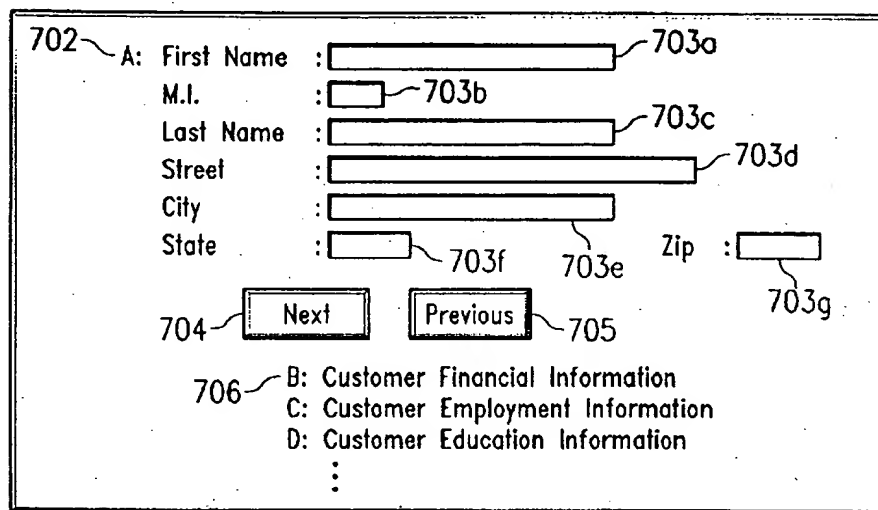 702 A: First Name : 703a
M.I. : 703b
Last Name : 703c
Street : 703d
City : 703e
State : 703f Zip : 703g
704 Next Previous 705
706 B: Customer Financial Information
C: Customer Employment Information
D: Customer Education Information
⋮